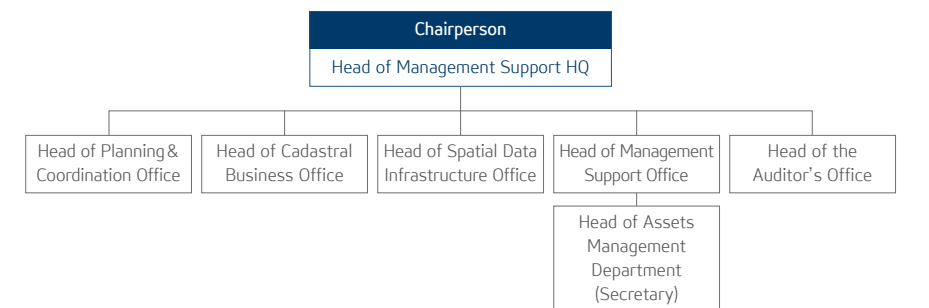 Chairperson
Head of Management Support HQ
Head of Planning & Coordination Office
Head of Cadastral Business Office
Head of Spatial Data Infrastructure Office
Head of Management Support Office
Head of the Auditor's Office
Head of Assets
Management
Department
(Secretary)